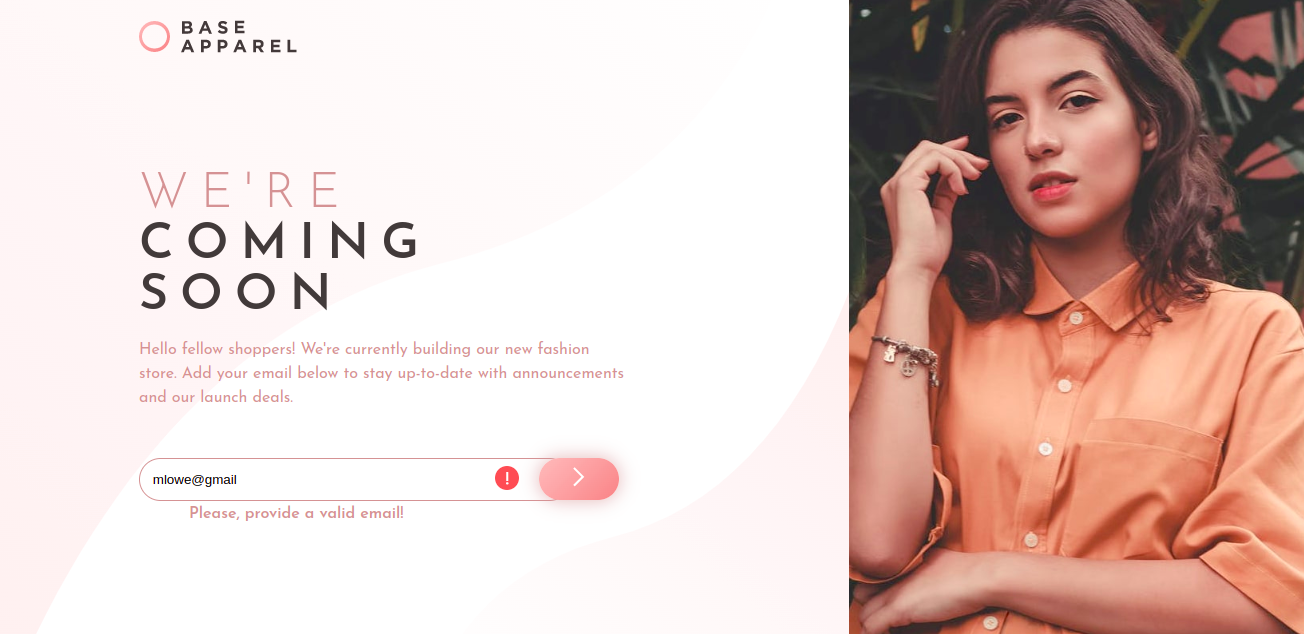 BASE
APPAREL
WE'RE
COMING
SOON
Hello fellow shoppers! We're currently building our new fashion
store. Add your email below to stay up-to-date with announcements
and our launch deals.
mlowe@gmail
!
Please, provide a valid email!